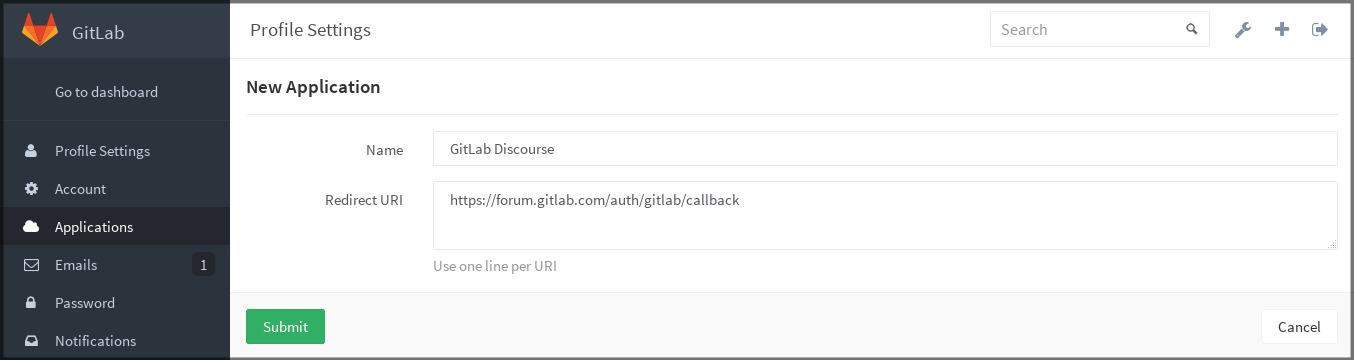 GitLab
Profile Settings
Search
Go to dashboard
Profile Settings
Account
Applications
Emails 1
Password
Notifications
New Application
Name GitLab Discourse
Redirect URI https://forum.gitlab.com/auth/gitlab/callback
Use one line per URI
Submit Cancel